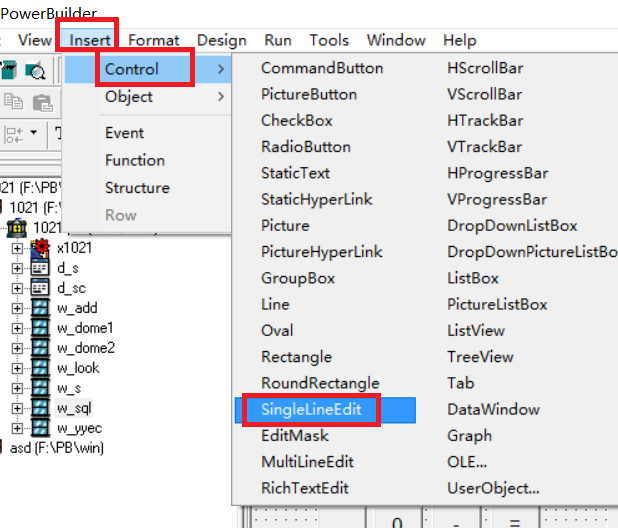 PowerBuilder
View Insert Format Design Run Tools Window Help
Control
Object
Event
Function
Structure
Row
CommandButton
PictureButton
CheckBox
RadioButton
StaticText
StaticHyperLink
Picture
PictureHyperLink
GroupBox
Line
Oval
Rectangle
RoundRectangle
SingleLineEdit
EditMask
MultiLineEdit
RichTextEdit
HScrollBar
VScrollBar
HTrackBar
VTrackBar
HProgressBar
VProgressBar
DropDownListBox
DropDownPictureListBo
ListBox
PictureListBox
ListView
TreeView
Tab
DataWindow
Graph
OLE...
UserObject...
021 (F:\PB\
1021 (F:\
1021
x1021
d_s
d_sc
w_add
w_dome1
w_dome2
w_look
w_s
w_sql
w_yyec
asd (F:\PB\win)
0 - =